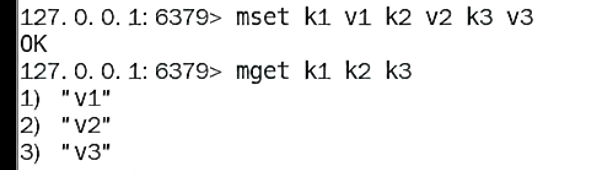 127.0.0.1:6379> mset k1 v1 k2 v2 k3 v3
OK
127.0.0.1:6379> mget k1 k2 k3
1) "v1"
2) "v2"
3) "v3"